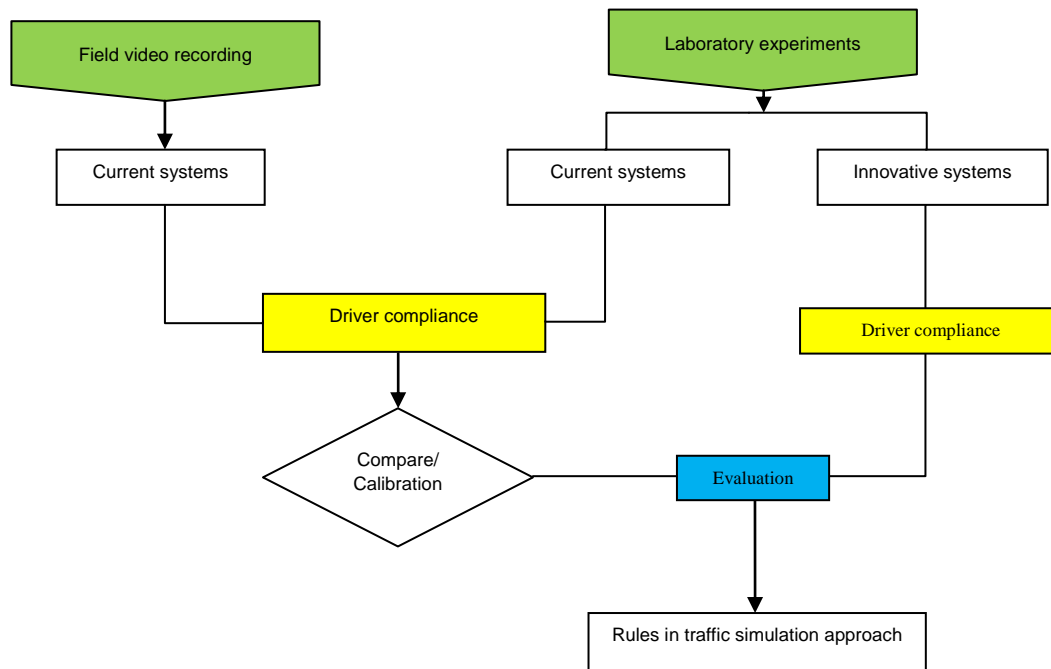 Field video recording
Laboratory experiments
Current systems
Current systems
Innovative systems
Driver compliance
Driver compliance
Compare/
Calibration
Evaluation
Rules in traffic simulation approach